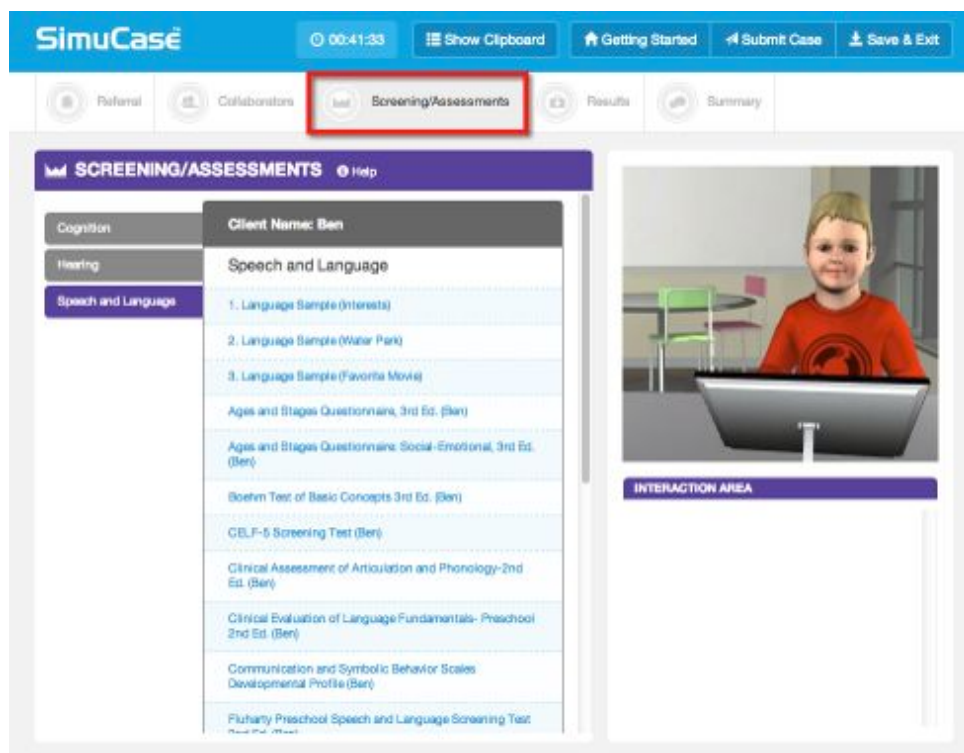 SimuCase
00:41:33
Show Clipboard
Getting Started
Submit Case
Save & Exit
Referral
Collaborators
Screening/Assessments
Results
Summary
SCREENING/ASSESSMENTS Help
Cognition
Hearing
Speech and Language
Client Name: Ben
Speech and Language
1. Language Sample (Interests)
2. Language Sample (Water Park)
3. Language Sample (Favorite Movie)
Ages and Stages Questionnaire, 3rd Ed. (Ben)
Ages and Stages Questionnaire: Social-Emotional, 3rd Ed.
(Ben)
Boehm Test of Basic Concepts 3rd Ed. (Ben)
CELF-5 Screening Test (Ben)
Clinical Assessment of Articulation and Phonology-2nd
Ed. (Ben)
Clinical Evaluation of Language Fundamentals- Preschool
2nd Ed. (Ben)
Communication and Symbolic Behavior Scales
Developmental Profile (Ben)
Fluharty Preschool Speech and Language Screening Test
INTERACTION AREA